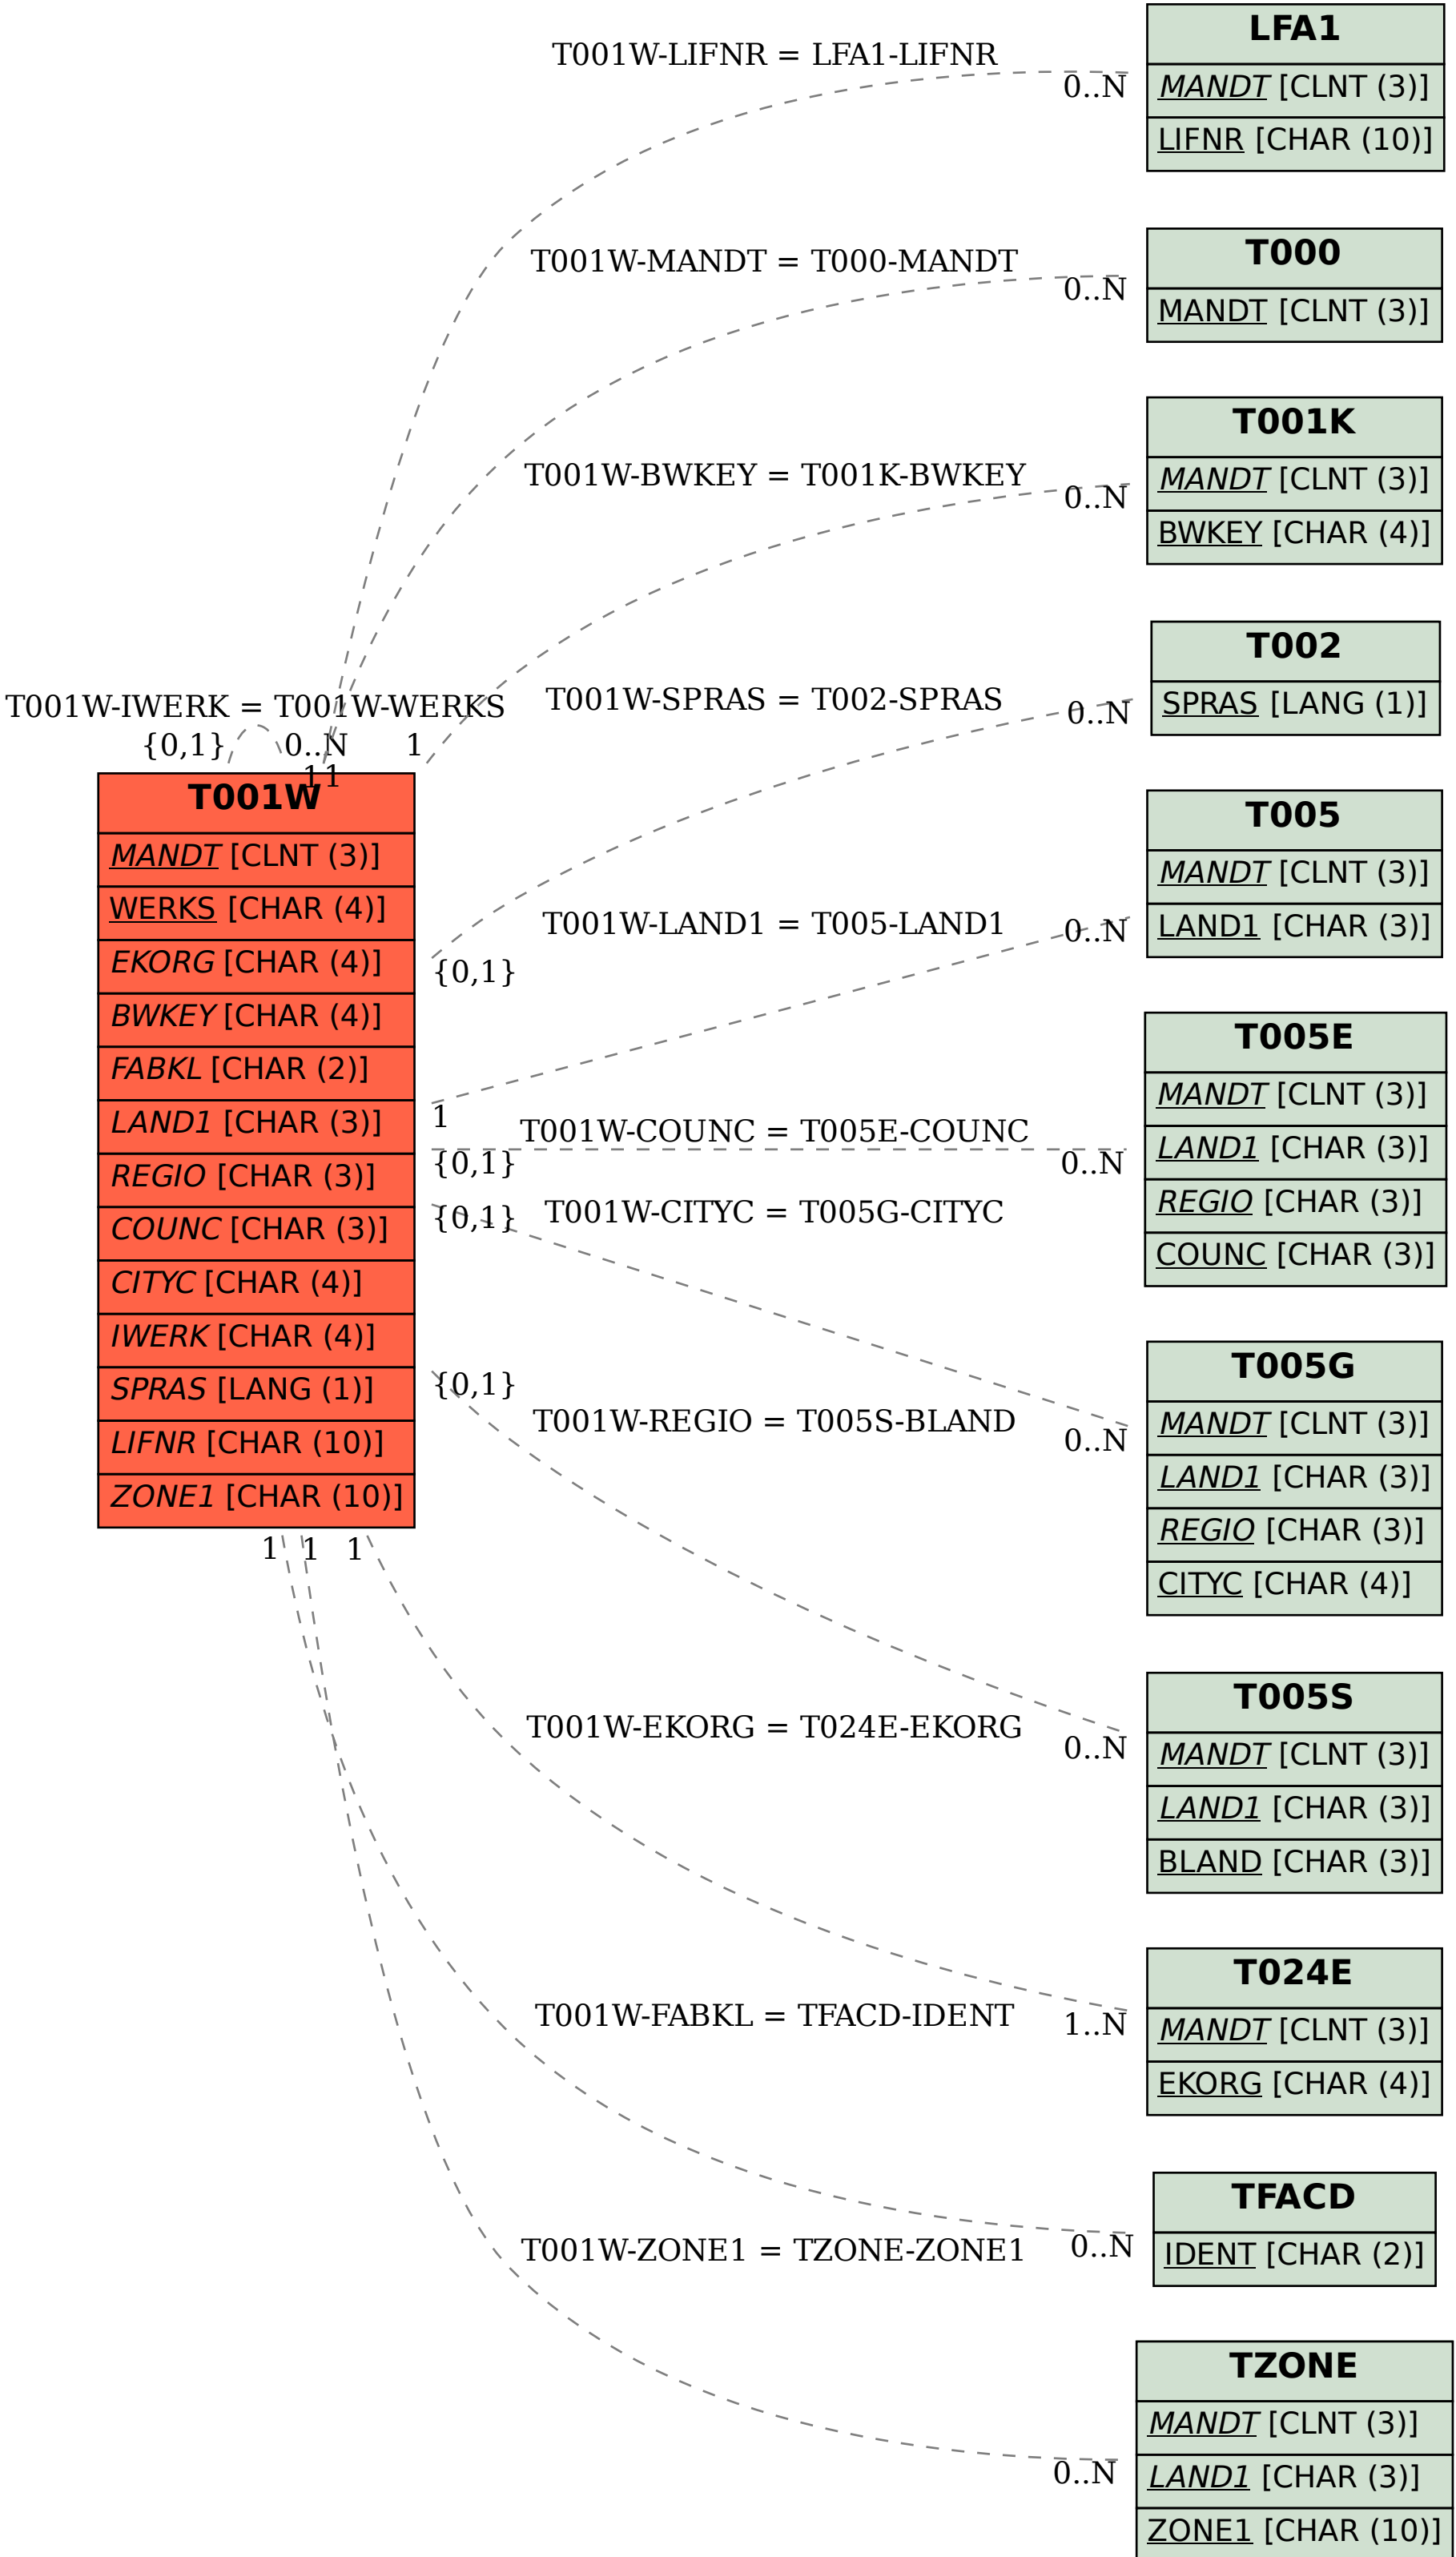 LFA1
T001W-LIFNR = LFA1-LIFNR
0..N
MANDT [CLNT (3)]
LIFNR [CHAR (10)]
T000
T001W-MANDT = T000-MANDT
0..N
MANDT [CLNT (3)]
T001K
T001W-BWKEY = T001K-BWKEY
0..N
MANDT [CLNT (3)]
BWKEY [CHAR (4)]
T002
T001W-IWERK = T001W-WERKS
T001W-SPRAS = T002-SPRAS
0..N
SPRAS [LANG (1)]
{0,1}
0..N
1
1
1
T001W
MANDT [CLNT (3)]
WERKS [CHAR (4)]
EKORG [CHAR (4)]
BWKEY [CHAR (4)]
FABKL [CHAR (2)]
LAND1 [CHAR (3)]
REGIO [CHAR (3)]
COUNC [CHAR (3)]
CITYC [CHAR (4)]
IWERK [CHAR (4)]
SPRAS [LANG (1)]
LIFNR [CHAR (10)]
ZONE1 [CHAR (10)]
T005
MANDT [CLNT (3)]
LAND1 [CHAR (3)]
T001W-LAND1 = T005-LAND1
0..N
{0,1}
1
T005E
MANDT [CLNT (3)]
LAND1 [CHAR (3)]
REGIO [CHAR (3)]
COUNC [CHAR (3)]
T001W-COUNC = T005E-COUNC
{0,1}
0..N
{0,1}
T001W-CITYC = T005G-CITYC
T005G
MANDT [CLNT (3)]
LAND1 [CHAR (3)]
REGIO [CHAR (3)]
CITYC [CHAR (4)]
{0,1}
T001W-REGIO = T005S-BLAND
0..N
1
1
1
T005S
MANDT [CLNT (3)]
LAND1 [CHAR (3)]
BLAND [CHAR (3)]
T001W-EKORG = T024E-EKORG
0..N
T024E
MANDT [CLNT (3)]
EKORG [CHAR (4)]
T001W-FABKL = TFACD-IDENT
1..N
TFACD
IDENT [CHAR (2)]
T001W-ZONE1 = TZONE-ZONE1
0..N
TZONE
MANDT [CLNT (3)]
LAND1 [CHAR (3)]
ZONE1 [CHAR (10)]
0..N